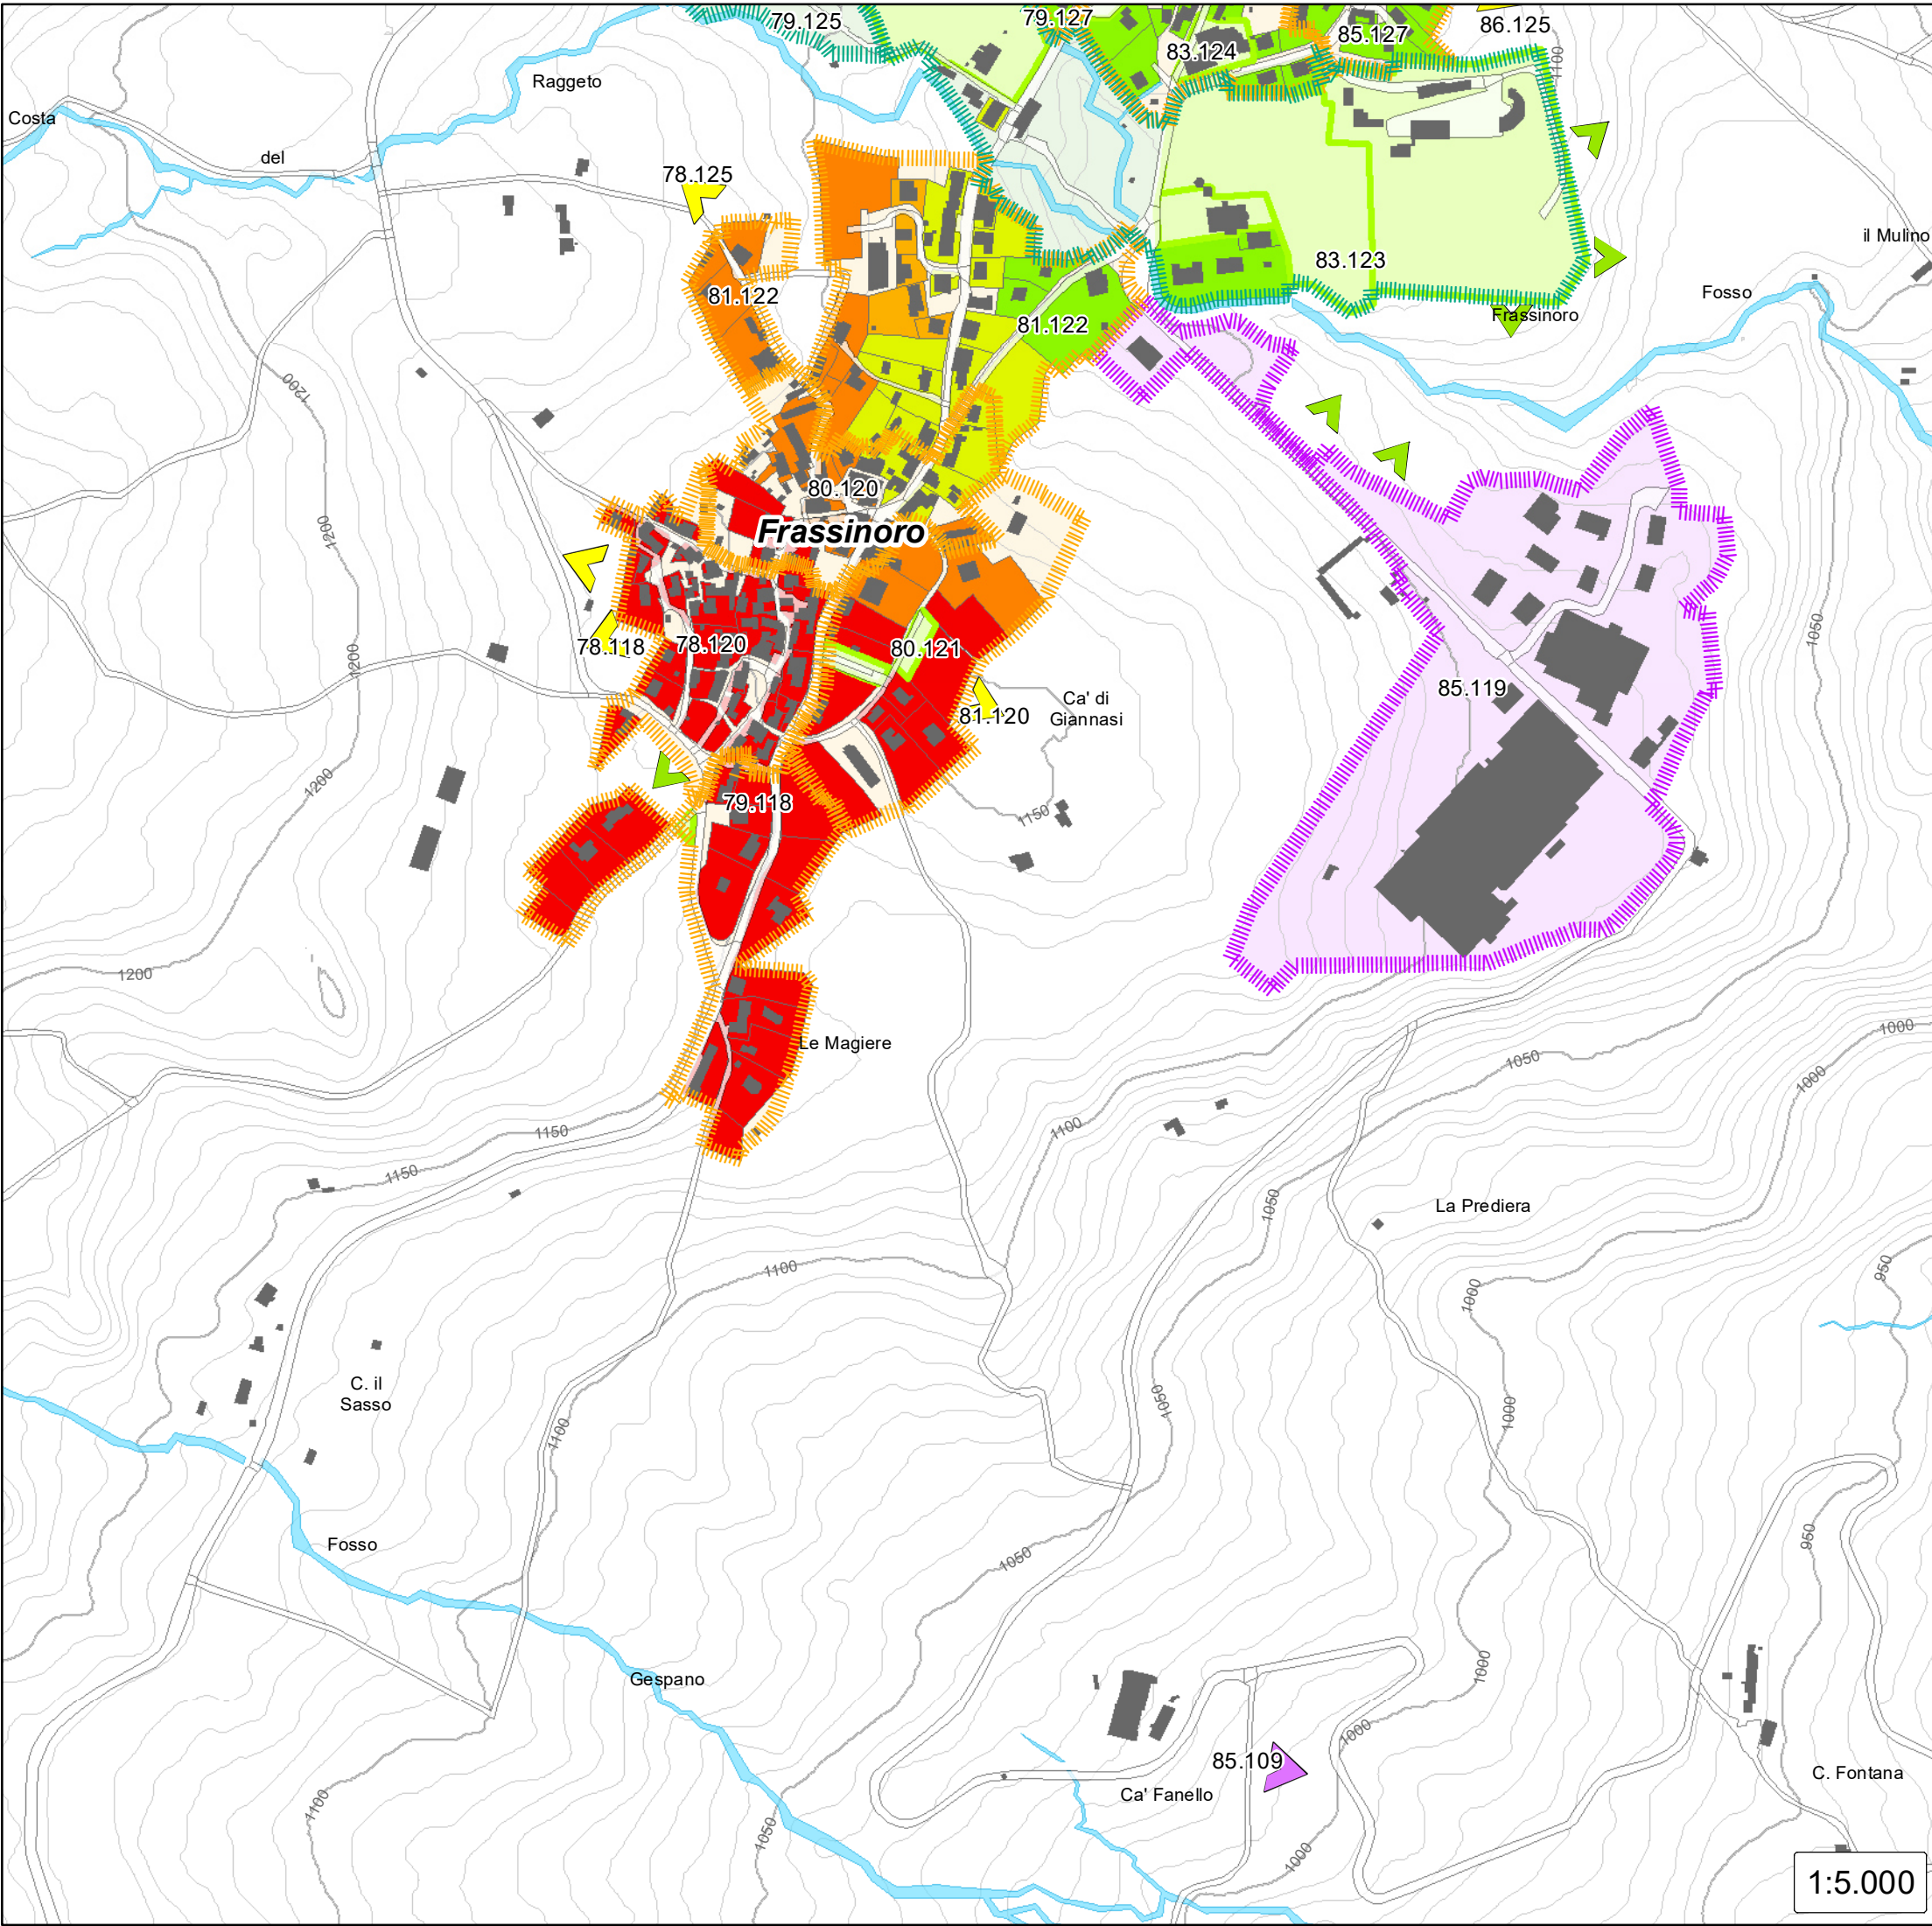 79.125
79.127
86.125
85.127
83.124
1100
Raggeto
Costa
del
78.125
il Mulino
83.123
Fosso
81.122
Frassinoro
81.122
1200
80.120
1200
Frassinoro
1050
78.118
78.120
80.121
1200
85.119
Ca' di
Giannasi
81.120
1200
79.118
1150
1200
1000
Le Magiere
1050
1000
1150
1100
1150
La Prediera
1050
1100
950
1000
C. il
Sasso
1050
1000
1100
Fosso
950
1050
Gespano
1000
1000
85.109
C. Fontana
Ca' Fanello
1100
1050
1000
1:5.000